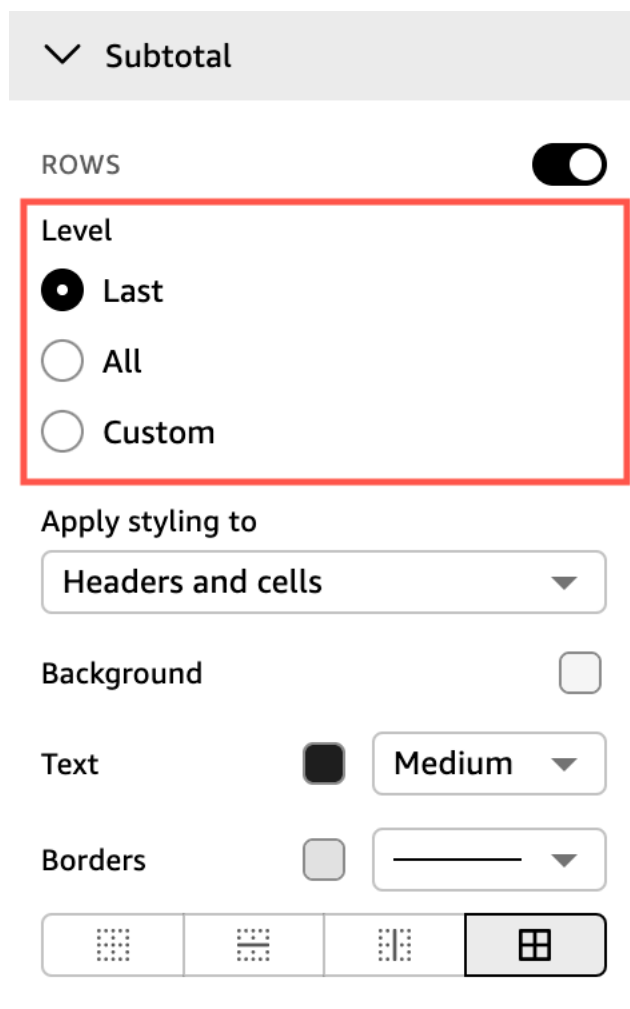 Subtotal
ROWS
Level
Last
All
Custom
Apply styling to
Headers and cells
Background
Text
Medium
Borders